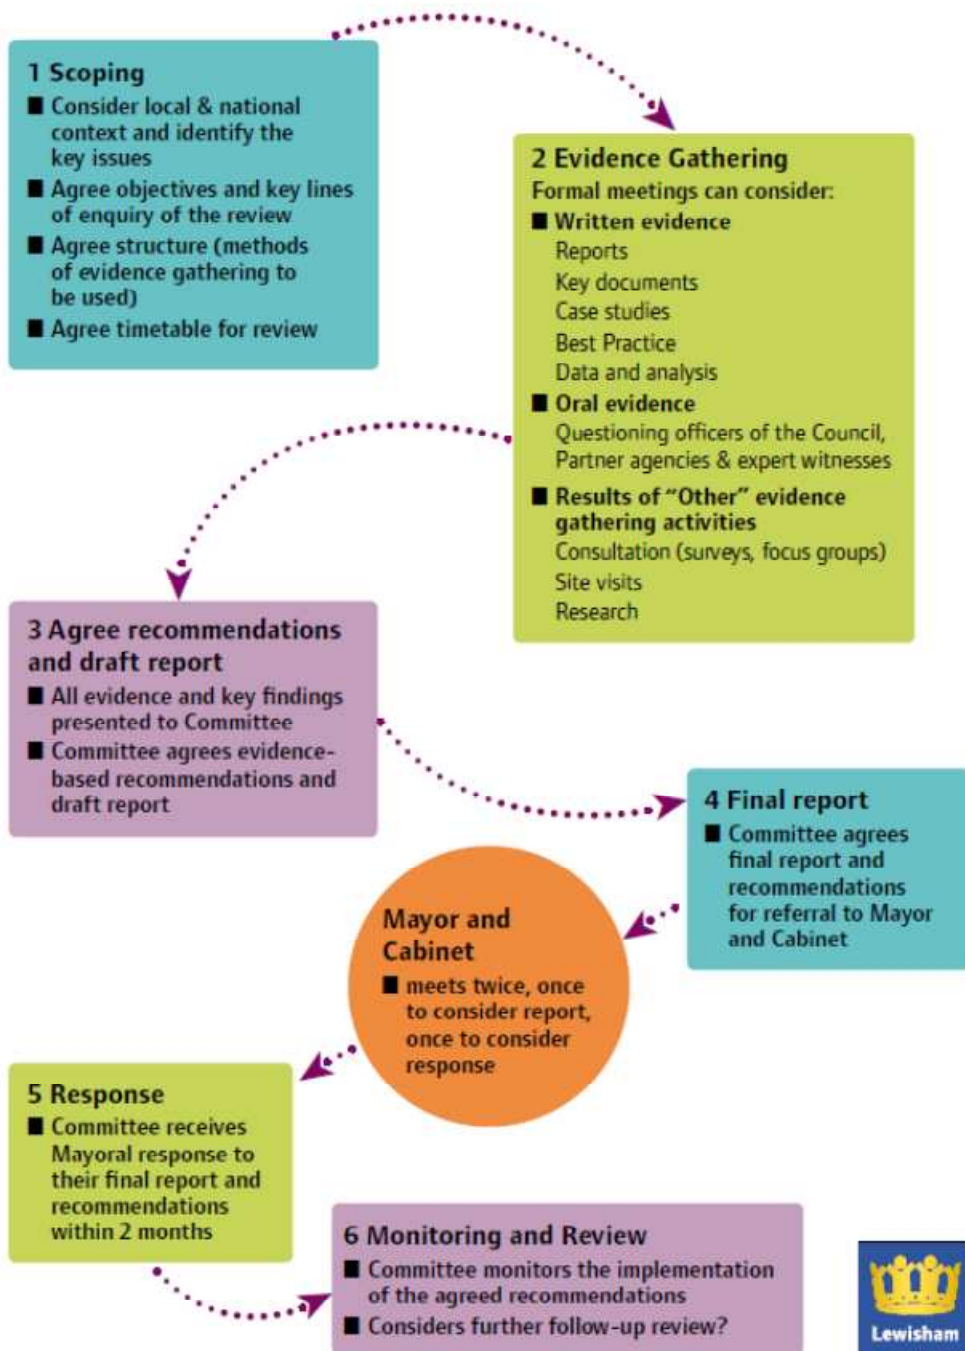 1 Scoping
■ Consider local & national
context and identify the
key issues
■ Agree objectives and key lines
of enquiry of the review
■ Agree structure (methods
of evidence gathering to
be used)
■ Agree timetable for review
2 Evidence Gathering
Formal meetings can consider:
■ Written evidence
Reports
Key documents
Case studies
Best Practice
Data and analysis
■ Oral evidence
Questioning officers of the Council,
Partner agencies & expert witnesses
■ Results of “Other” evidence
gathering activities
Consultation (surveys, focus groups)
Site visits
Research
3 Agree recommendations
and draft report
■ All evidence and key findings
presented to Committee
■ Committee agrees evidence-
based recommendations and
draft report
4 Final report
■ Committee agrees
final report and
recommendations
for referral to Mayor
and Cabinet
Mayor and
Cabinet
■ meets twice, once
to consider report,
once to consider
response
5 Response
■ Committee receives
Mayoral response to
their final report and
recommendations
within 2 months
6 Monitoring and Review
■ Committee monitors the implementation
of the agreed recommendations
■ Considers further follow-up review?
Lewisham